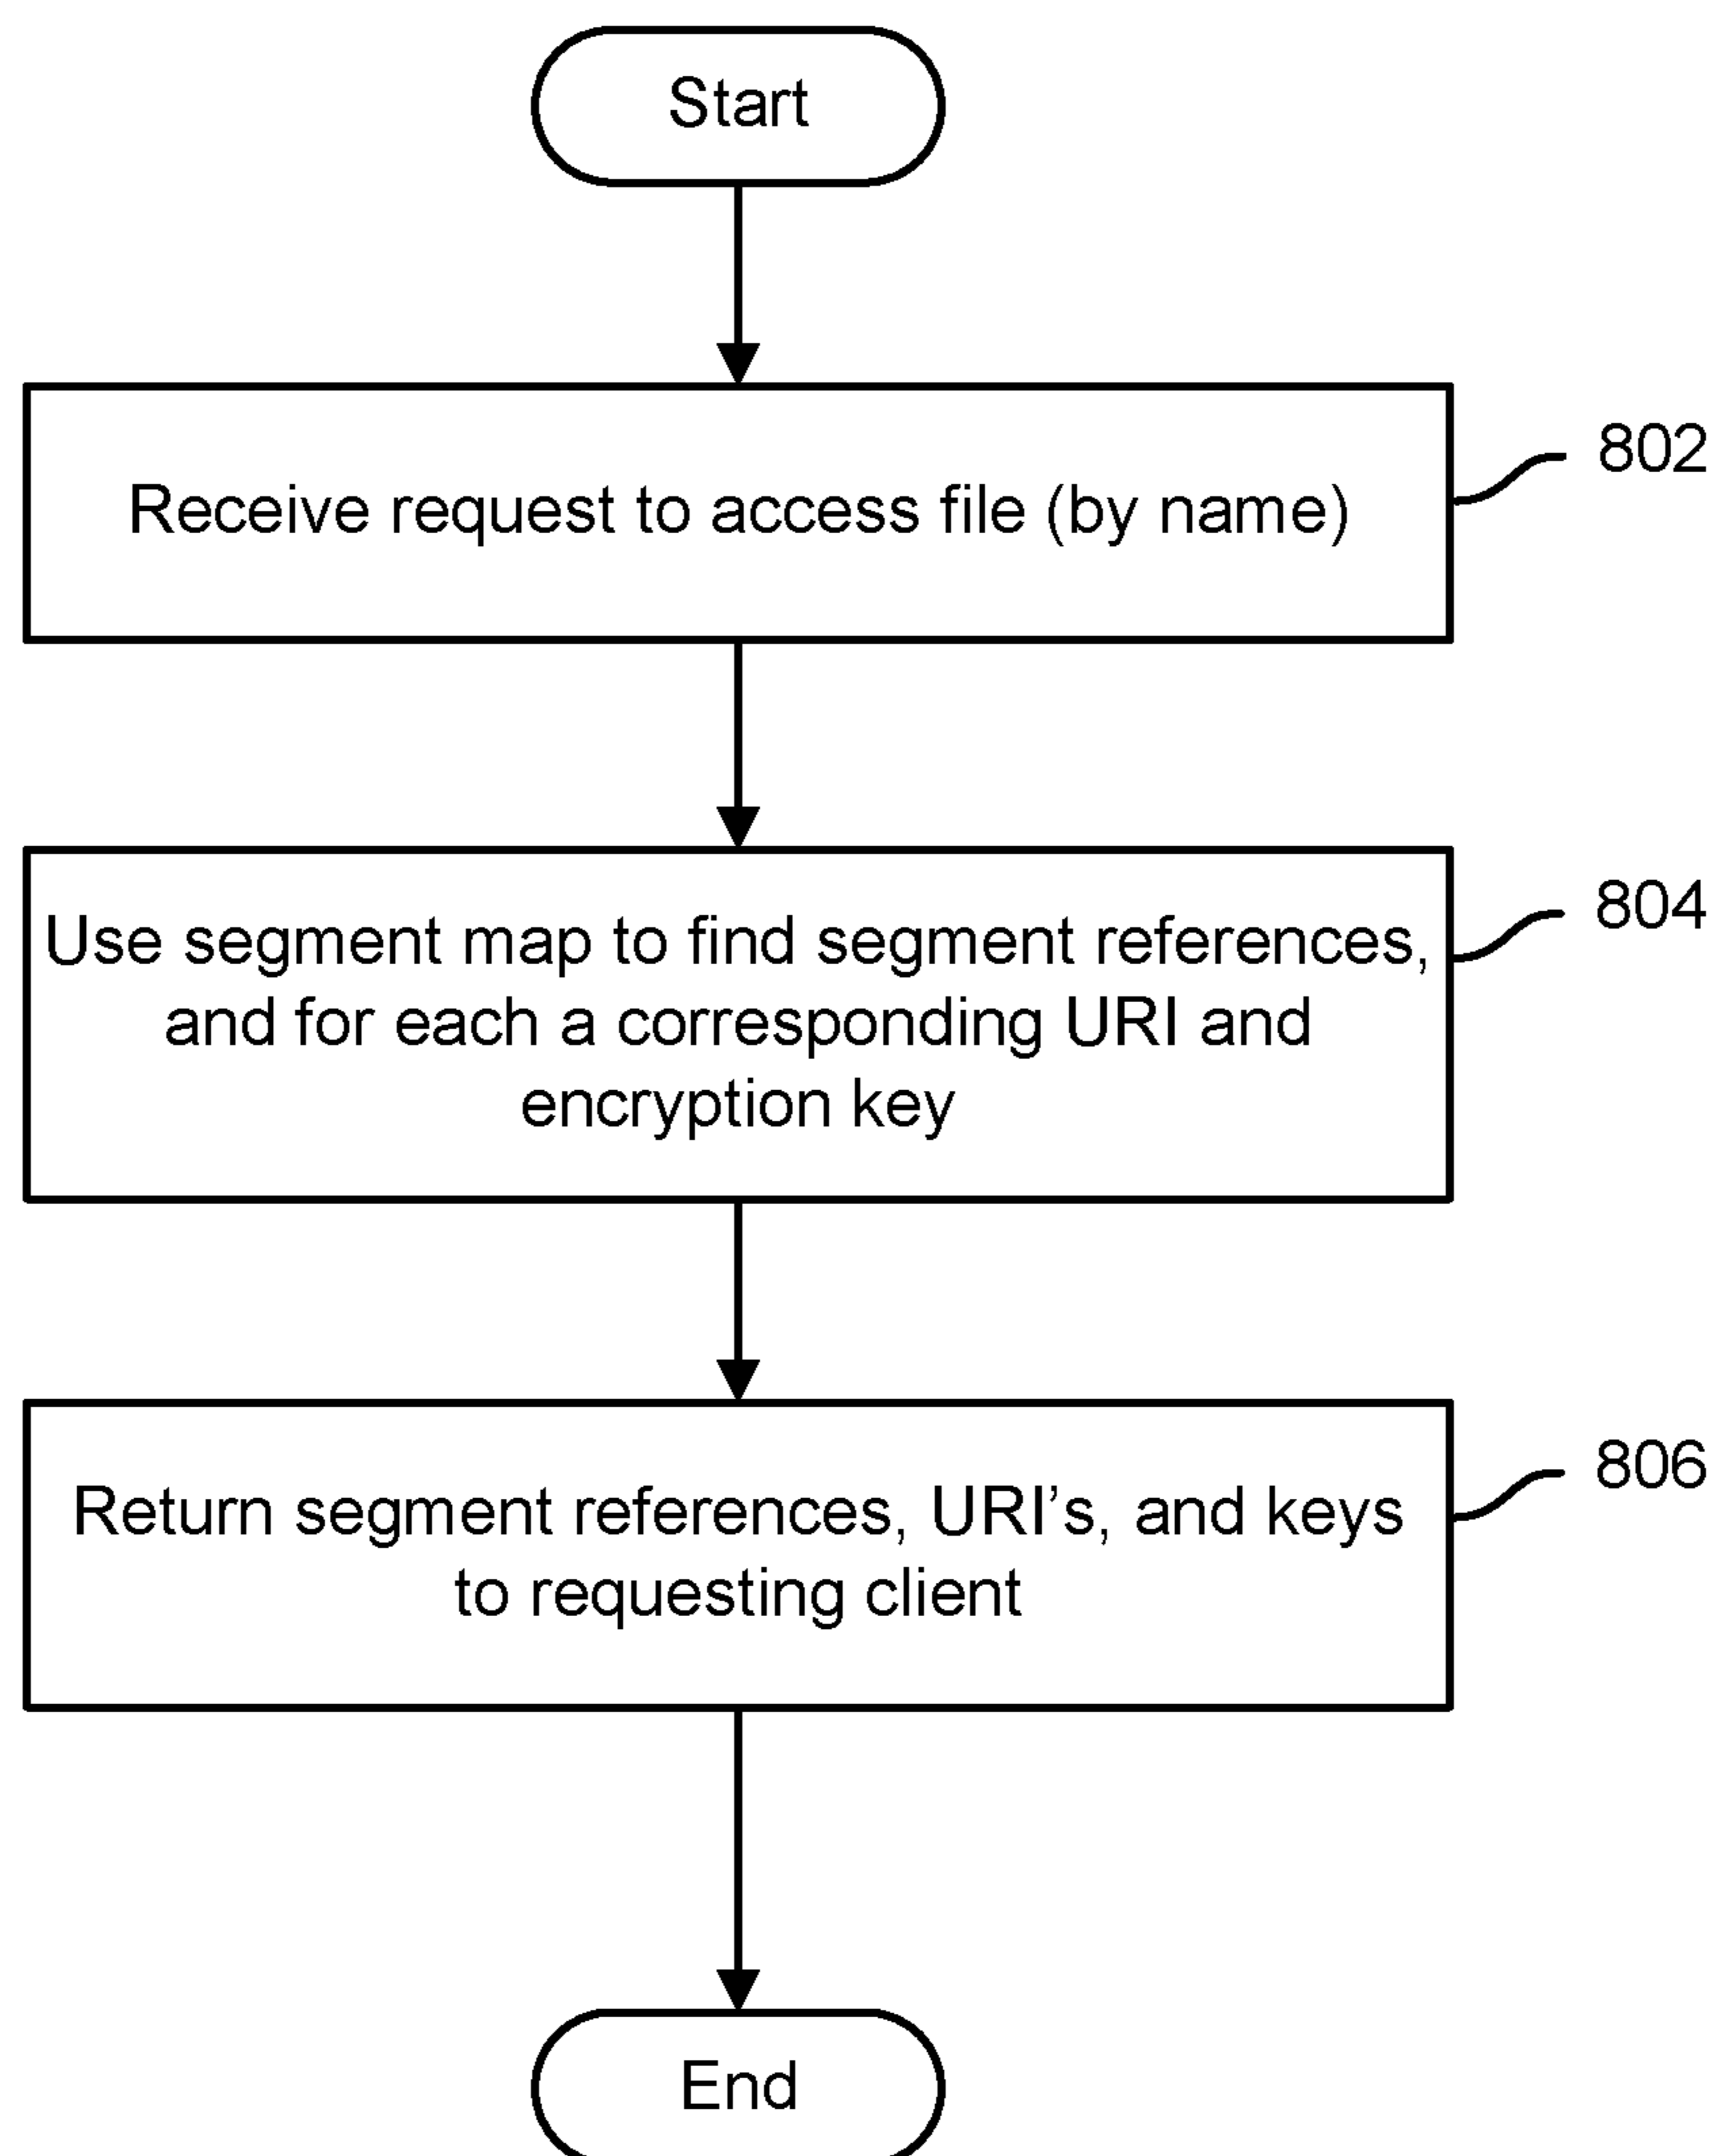 Start
Receive request to access file (by name)
802
Use segment map to find segment references,
and for each a corresponding URI and
encryption key
804
Return segment references, URI’s, and keys
to requesting client
806
End